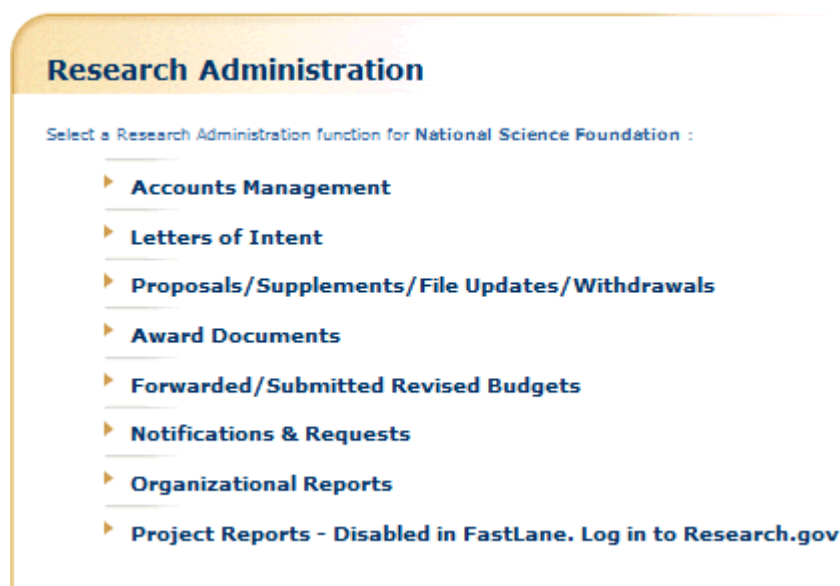 Research Administration
Select a Research Administration function for National Science Foundation :
Accounts Management
Letters of Intent
Proposals/Supplements/File Updates/Withdrawals
Award Documents
Forwarded/Submitted Revised Budgets
Notifications & Requests
Organizational Reports
Project Reports - Disabled in FastLane. Log in to Research.gov